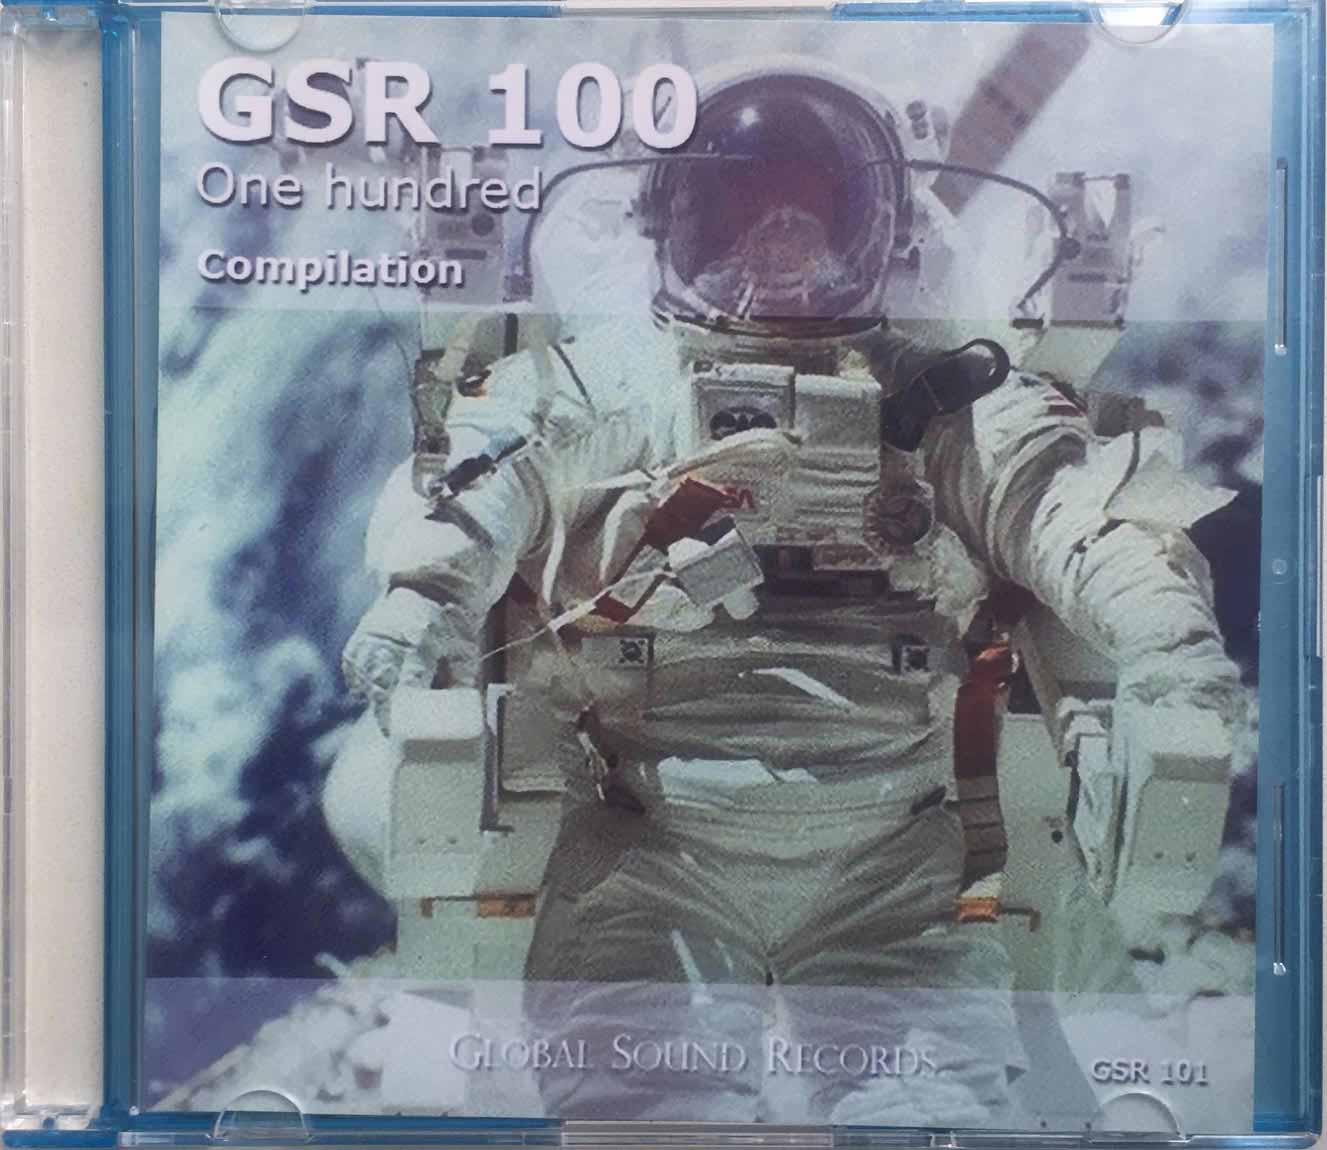 GSR 100
One hundred
Compilation
GLOBAL SOUND RECORDS
GSR 101